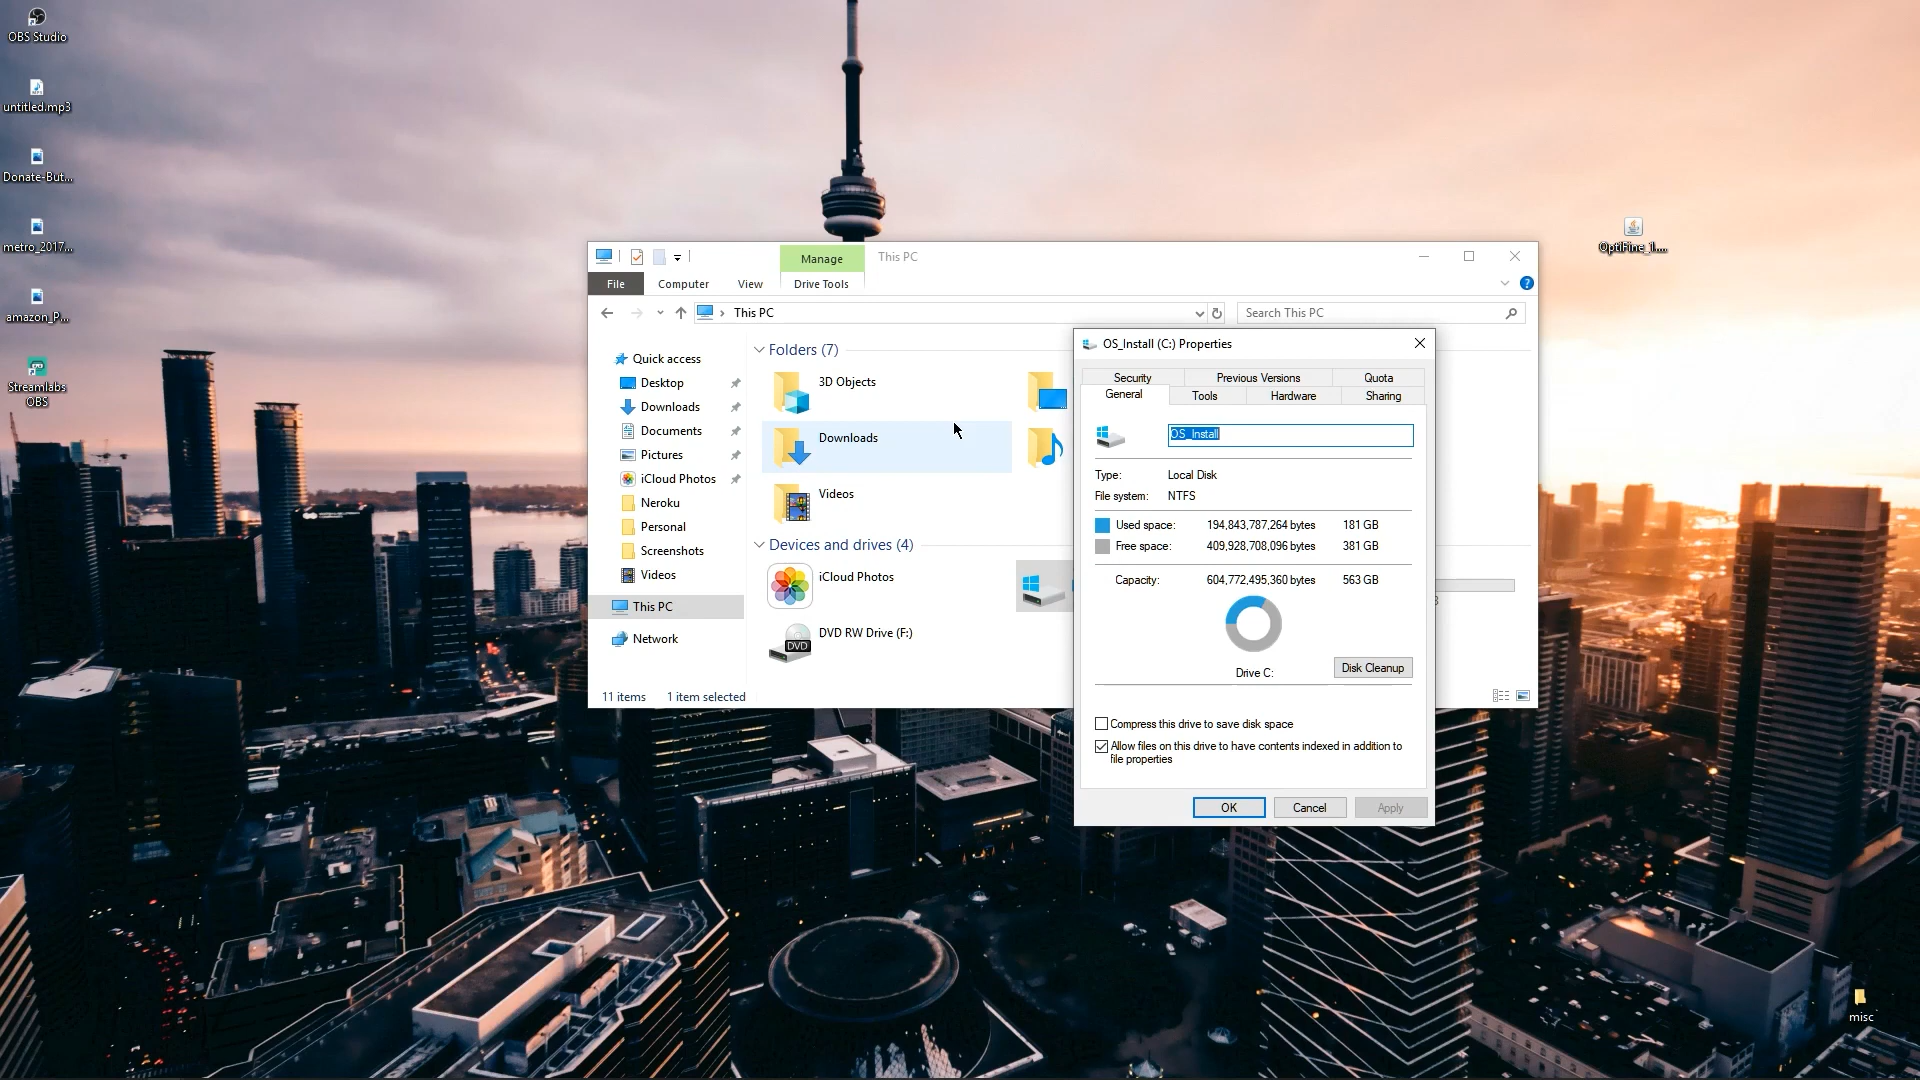 OBS Studio
untitled.mp3
Donate-But...
metro_2017...
amazon_P...
Streamlabs
OBS
OptiFine_1....
misc
Manage
This PC
File
Computer
View
Drive Tools
This PC
Search This PC
Quick access
Desktop
Downloads
Documents
Pictures
iCloud Photos
Neroku
Personal
Screenshots
Videos
This PC
Network
Folders (7)
3D Objects
Downloads
Videos
Devices and drives (4)
iCloud Photos
DVD RW Drive (F:)
DVD
11 items 1 item selected
OS_Install (C:) Properties
Security Previous Versions Quota
General Tools Hardware Sharing
OS_Install
Type: Local Disk
File system: NTFS
Used space: 194,843,787,264 bytes 181 GB
Free space: 409,928,708,096 bytes 381 GB
Capacity: 604,772,495,360 bytes 563 GB
Drive C:
Disk Cleanup
Compress this drive to save disk space
Allow files on this drive to have contents indexed in addition to
file properties
OK Cancel Apply